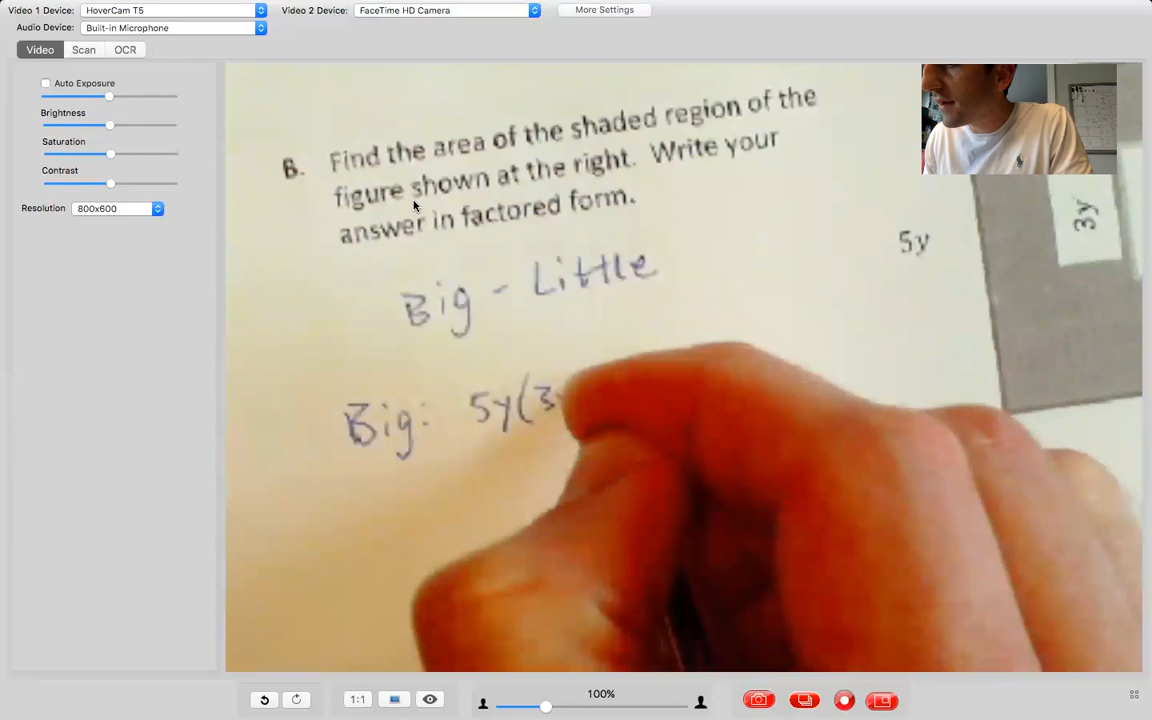 Video 1 Device: HoverCam T5 Video 2 Device: FaceTime HD Camera More Settings
Audio Device: Built-in Microphone
Video Scan OCR
Auto Exposure
Brightness
Saturation
Contrast
Resolution 800x600
B. Find the area of the shaded region of the
figure shown at the right. Write your
answer in factored form.
Big - Little
Big: 5y(3
5y
3y
1:1
100%